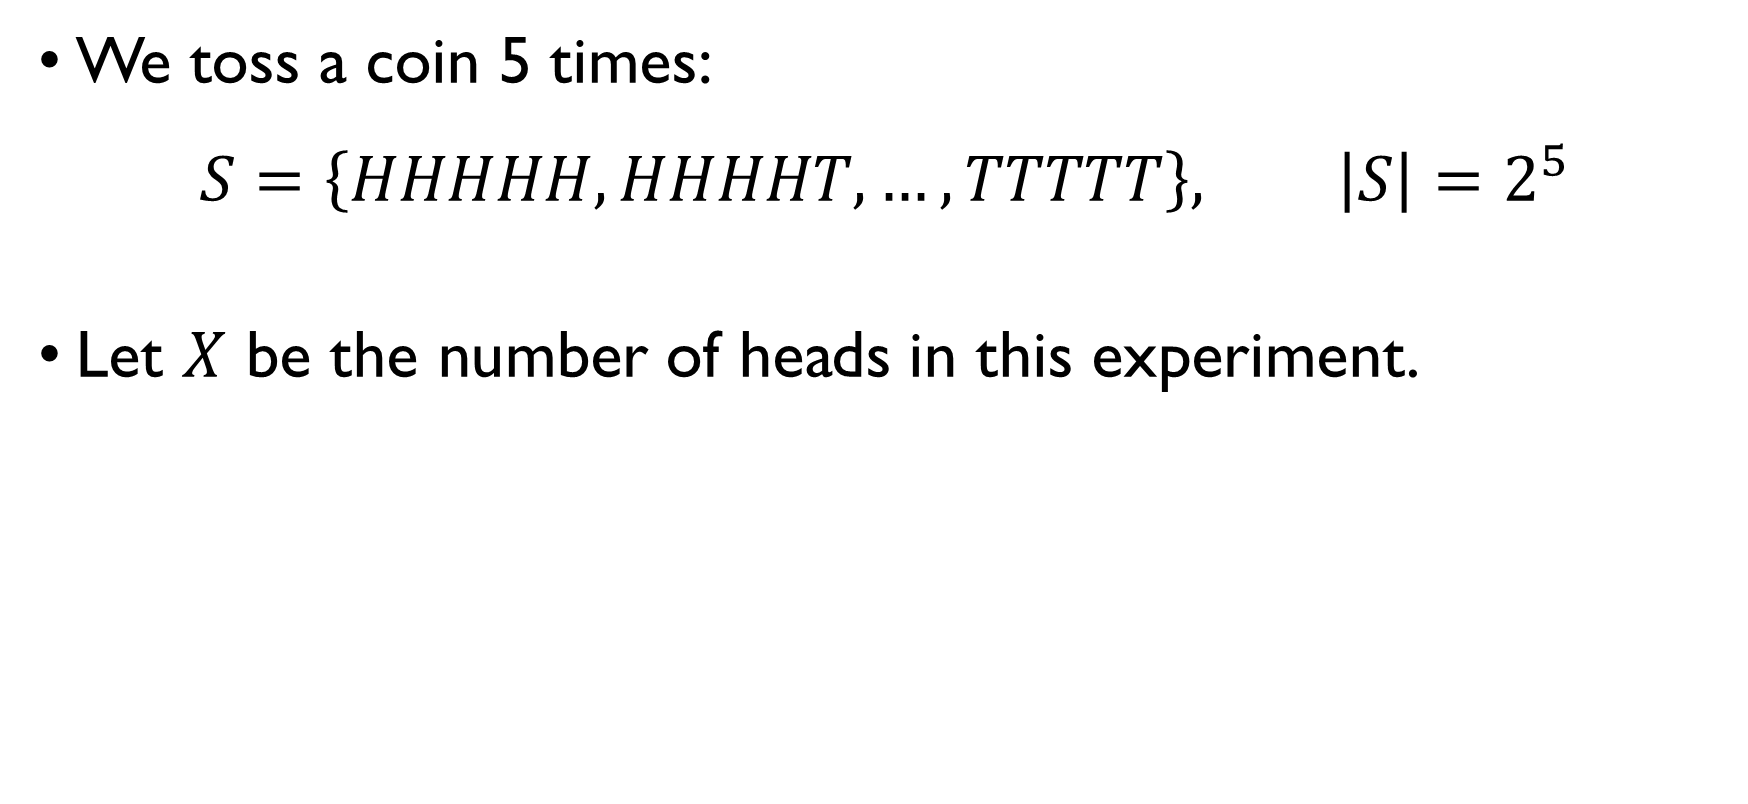 • We toss a coin 5 times:
S = {HHHHH, HHHHT, … , TTTTT}, |S| = 2⁵
• Let X be the number of heads in this experiment.